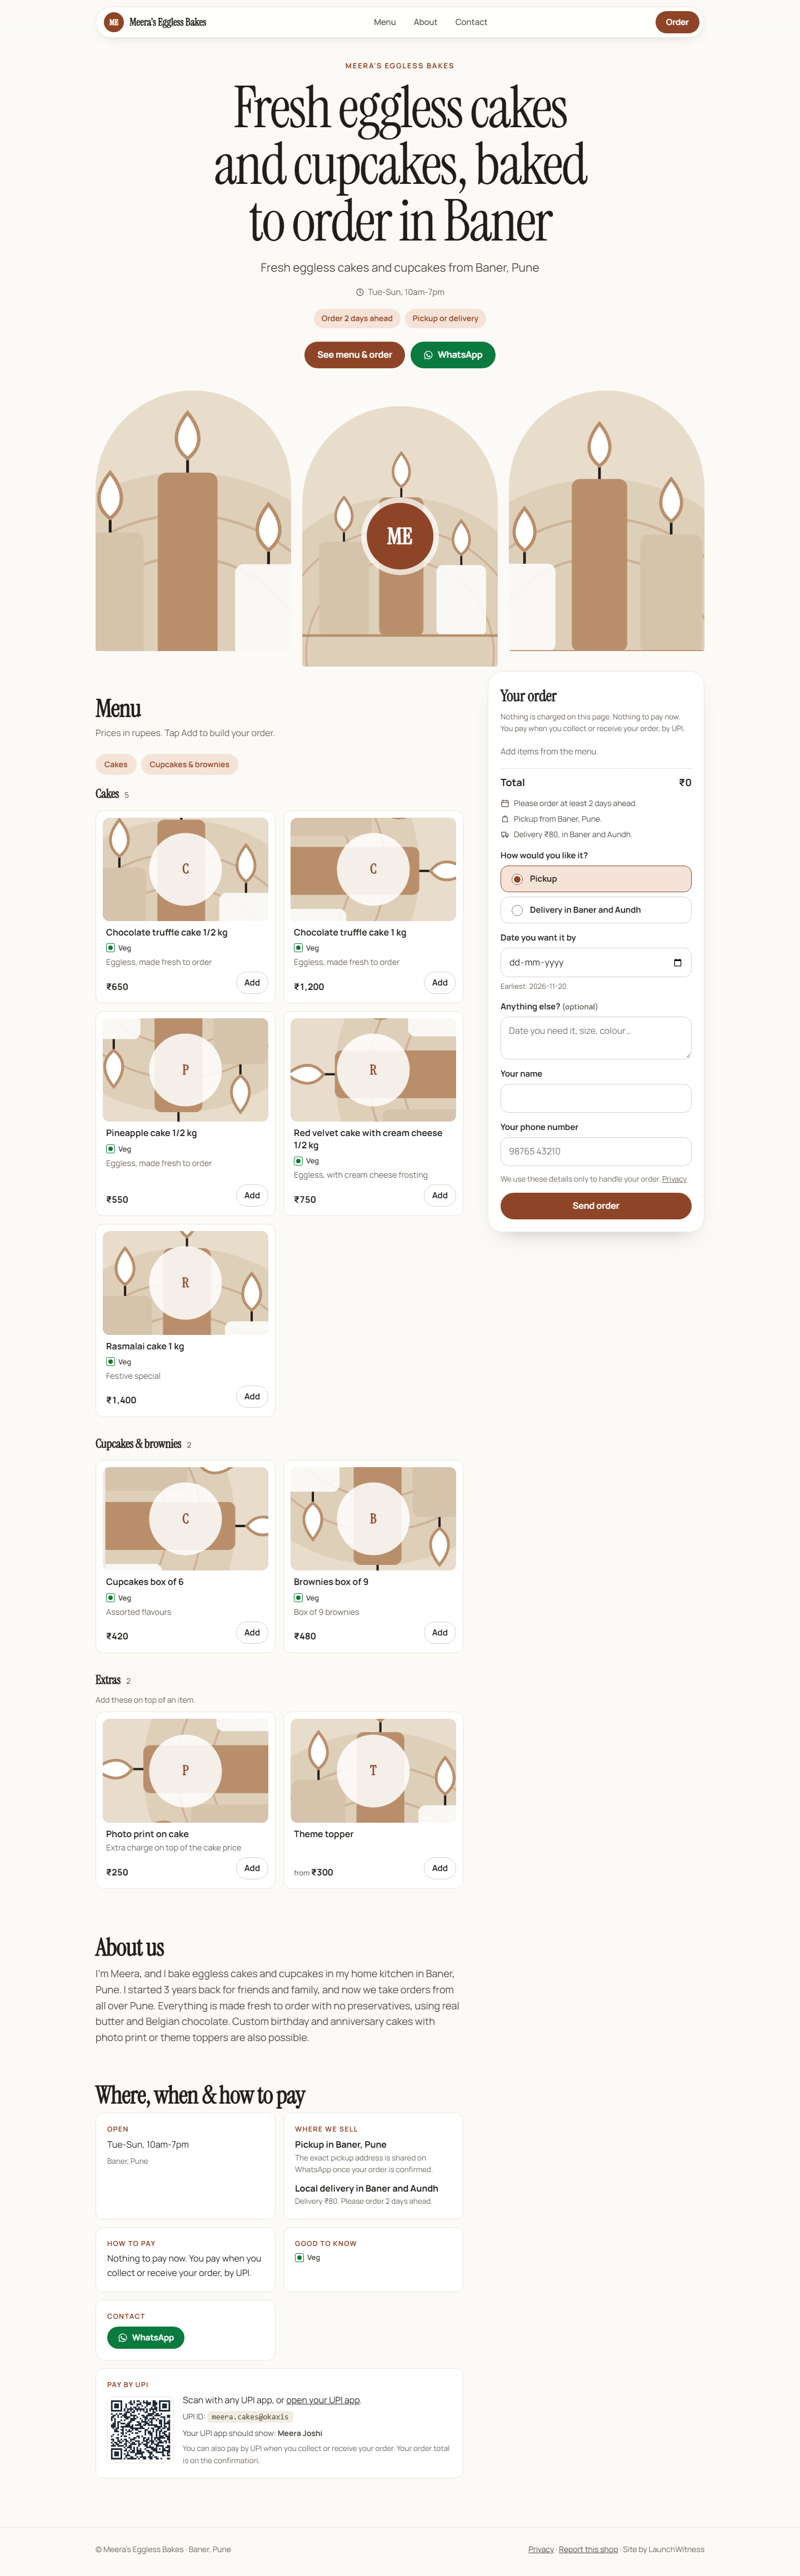 ME Meera's Eggless Bakes
Menu About Contact
Order
MEERA'S EGGLESS BAKES
Fresh eggless cakes
and cupcakes, baked
to order in Baner
Fresh eggless cakes and cupcakes from Baner, Pune
Tue-Sun, 10am-7pm
Order 2 days ahead Pickup or delivery
See menu & order WhatsApp
ME
Menu
Prices in rupees. Tap Add to build your order.
Cakes Cupcakes & brownies
Cakes 5
C
Chocolate truffle cake 1/2 kg
Veg
Eggless, made fresh to order
₹650 Add
C
Chocolate truffle cake 1 kg
Veg
Eggless, made fresh to order
₹1,200 Add
P
Pineapple cake 1/2 kg
Veg
Eggless, made fresh to order
₹550 Add
R
Red velvet cake with cream cheese
1/2 kg
Veg
Eggless, with cream cheese frosting
₹750 Add
R
Rasmalai cake 1 kg
Veg
Festive special
₹1,400 Add
Cupcakes & brownies 2
C
Cupcakes box of 6
Veg
Assorted flavours
₹420 Add
B
Brownies box of 9
Veg
Box of 9 brownies
₹480 Add
Extras 2
Add these on top of an item.
P
Photo print on cake
Extra charge on top of the cake price
₹250 Add
T
Theme topper
from ₹300 Add
Your order
Nothing is charged on this page. Nothing to pay now.
You pay when you collect or receive your order, by UPI.
Add items from the menu.
Total ₹0
Please order at least 2 days ahead.
Pickup from Baner, Pune.
Delivery ₹80, in Baner and Aundh.
How would you like it?
Pickup
Delivery in Baner and Aundh
Date you want it by
dd-mm-yyyy
Earliest: 2026-11-20.
Anything else? (optional)
Date you need it, size, colour...
Your name
Your phone number
98765 43210
We use these details only to handle your order. Privacy
Send order
About us
I'm Meera, and I bake eggless cakes and cupcakes in my home kitchen in Baner,
Pune. I started 3 years back for friends and family, and now we take orders from
all over Pune. Everything is made fresh to order with no preservatives, using real
butter and Belgian chocolate. Custom birthday and anniversary cakes with
photo print or theme toppers are also possible.
Where, when & how to pay
OPEN
Tue-Sun, 10am-7pm
Baner, Pune
WHERE WE SELL
Pickup in Baner, Pune
The exact pickup address is shared on
WhatsApp once your order is confirmed.
Local delivery in Baner and Aundh
Delivery ₹80. Please order 2 days ahead.
HOW TO PAY
Nothing to pay now. You pay when you
collect or receive your order, by UPI.
GOOD TO KNOW
Veg
CONTACT
WhatsApp
PAY BY UPI
Scan with any UPI app, or open your UPI app.
UPI ID: meera.cakes@okaxis
Your UPI app should show: Meera Joshi
You can also pay by UPI when you collect or receive your order. Your order total
is on the confirmation.
© Meera's Eggless Bakes · Baner, Pune
Privacy · Report this shop · Site by LaunchWitness